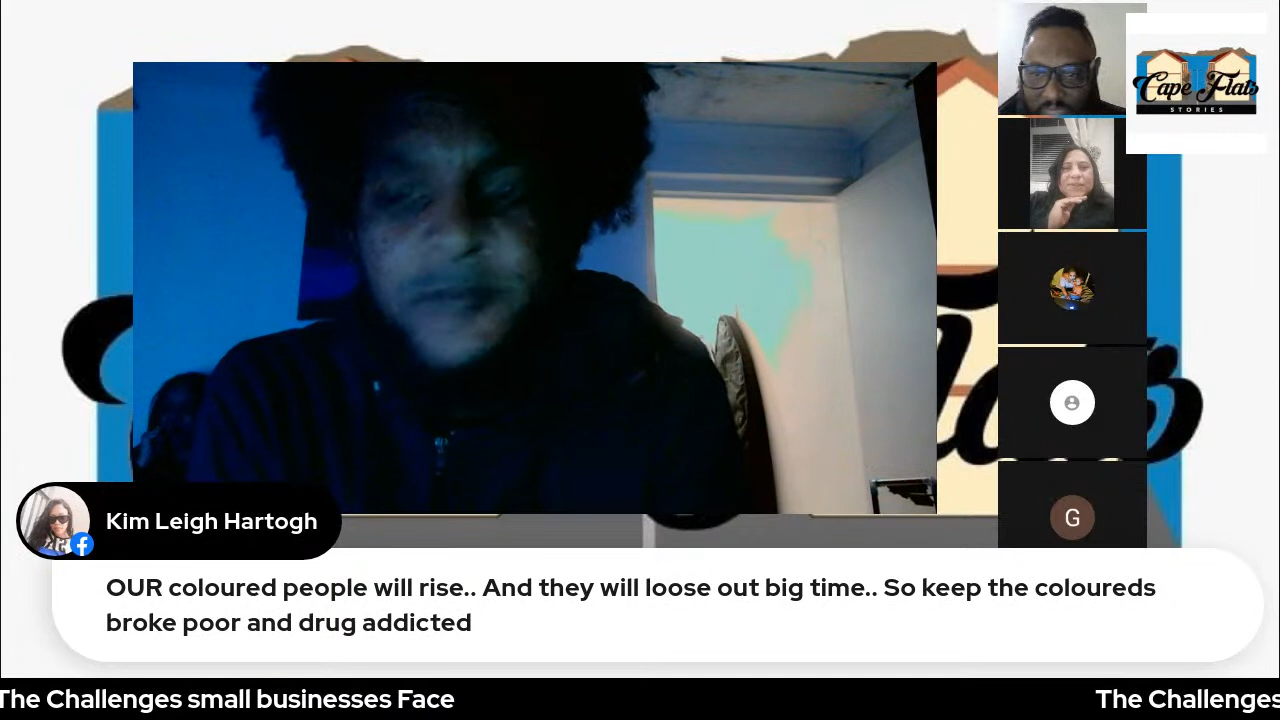 Cape Flats
STORIES
G
Kim Leigh Hartogh
OUR coloured people will rise.. And they will loose out big time.. So keep the coloureds
broke poor and drug addicted
The Challenges small businesses Face
The Challenges